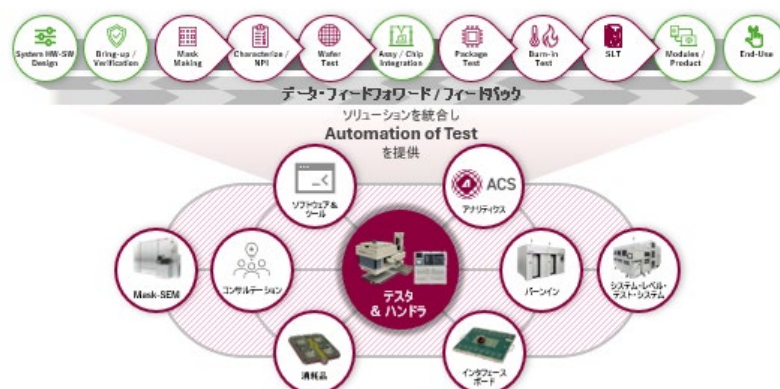 System HW-SW
Design
Bring-up /
Verification
Mask
Making
Characterize /
NPI
Wafer
Test
Assy / Chip
Integration
Package
Test
Burn-in
Test
SLT
Modules /
Product
End-Use
データ・フィードフォワード / フィードバック
ソリューションを統合し
Automation of Test
を提供
ソフトウェア &
ツール
ACS
アナリティクス
Mask-SEM
コンサルテーション
テスタ
& ハンドラ
バーンイン
システム・レベル・
テスト・システム
消耗品
インタフェース
ボード